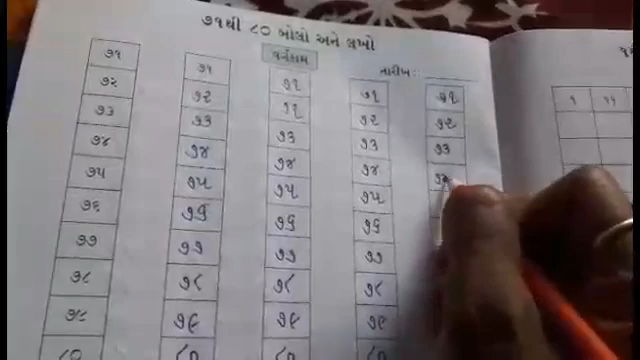 ૭૧થી ૮૦ બોલો અને લખો
વર્ગકામ
તારીખ :
૭૧ ૭૧ ૭૧ ૭૧ ૭૧
૭૨ ૭૨ ૭૨ ૭૨ ૭૨
૭૩ ૭૩ ૭૩ ૭૩ ૭૩
૭૪ ૭૪ ૭૪ ૭૪
૭૫ ૭૫ ૭૫ ૭૫
૭૬ ૭૬ ૭૬ ૭૬
૭૭ ૭૭ ૭૭ ૭૭
૭૮ ૭૮ ૭૮ ૭૮
૭૯ ૭૯ ૭૯ ૭૯
૮૦ ૮૦ ૮૦ ૮૦
૧ ૧૧